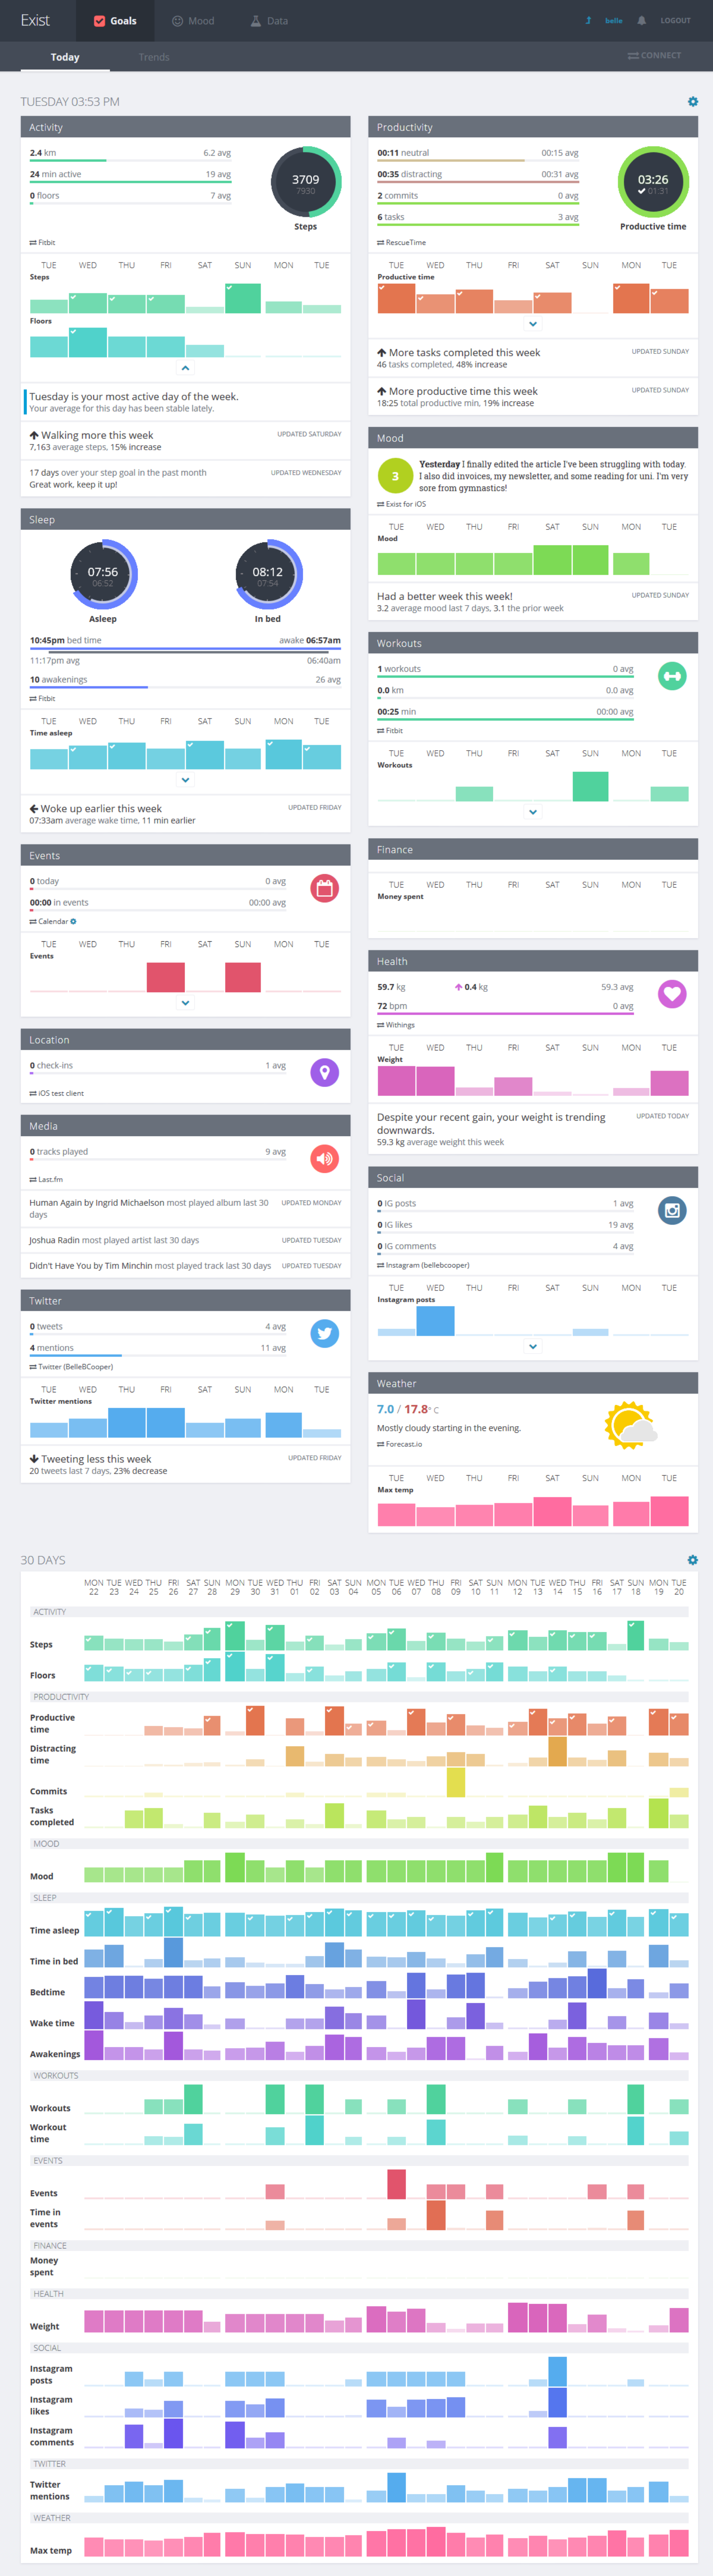 Exist Goals Mood Data belle LOGOUT
Today Trends CONNECT
TUESDAY 03:53 PM
Activity
2.4 km 6.2 avg
24 min active 19 avg
0 floors 7 avg
3709
7930
Steps
Fitbit
TUE WED THU FRI SAT SUN MON TUE
Steps
Floors
Tuesday is your most active day of the week.
Your average for this day has been stable lately.
Walking more this week UPDATED SATURDAY
7,163 average steps, 15% increase
17 days over your step goal in the past month UPDATED WEDNESDAY
Great work, keep it up!
Sleep
07:56
06:52
08:12
07:54
Asleep In bed
10:45pm bed time awake 06:57am
11:17pm avg 06:40am
10 awakenings 26 avg
Fitbit
TUE WED THU FRI SAT SUN MON TUE
Time asleep
Woke up earlier this week UPDATED FRIDAY
07:33am average wake time, 11 min earlier
Events
0 today 0 avg
00:00 in events 00:00 avg
Calendar
TUE WED THU FRI SAT SUN MON TUE
Events
Location
0 check-ins 1 avg
iOS test client
Media
0 tracks played 9 avg
Last.fm
Human Again by Ingrid Michaelson most played album last 30 UPDATED MONDAY
days
Joshua Radin most played artist last 30 days UPDATED TUESDAY
Didn't Have You by Tim Minchin most played track last 30 days UPDATED TUESDAY
Twitter
0 tweets 4 avg
4 mentions 11 avg
Twitter (BelleBCooper)
TUE WED THU FRI SAT SUN MON TUE
Twitter mentions
Tweeting less this week UPDATED FRIDAY
20 tweets last 7 days, 23% decrease
Productivity
00:11 neutral 00:15 avg
00:35 distracting 00:31 avg
2 commits 0 avg
6 tasks 3 avg
03:26
01:31
Productive time
RescueTime
TUE WED THU FRI SAT SUN MON TUE
Productive time
More tasks completed this week UPDATED SUNDAY
46 tasks completed, 48% increase
More productive time this week UPDATED SUNDAY
18:25 total productive min, 19% increase
Mood
3
Yesterday I finally edited the article I've been struggling with today.
I also did invoices, my newsletter, and some reading for uni. I'm very
sore from gymnastics!
Exist for iOS
TUE WED THU FRI SAT SUN MON TUE
Mood
Had a better week this week! UPDATED SUNDAY
3.2 average mood last 7 days, 3.1 the prior week
Workouts
1 workouts 0 avg
0.0 km 0.0 avg
00:25 min 00:00 avg
Fitbit
TUE WED THU FRI SAT SUN MON TUE
Workouts
Finance
TUE WED THU FRI SAT SUN MON TUE
Money spent
Health
59.7 kg 0.4 kg 59.3 avg
72 bpm 0 avg
Withings
TUE WED THU FRI SAT SUN MON TUE
Weight
Despite your recent gain, your weight is trending UPDATED TODAY
downwards.
59.3 kg average weight this week
Social
0 IG posts 1 avg
0 IG likes 19 avg
0 IG comments 4 avg
Instagram (bellebcooper)
TUE WED THU FRI SAT SUN MON TUE
Instagram posts
Weather
7.0 / 17.8° C
Mostly cloudy starting in the evening.
Forecast.io
TUE WED THU FRI SAT SUN MON TUE
Max temp
30 DAYS
MON TUE WED THU FRI SAT SUN MON TUE WED THU FRI SAT SUN MON TUE WED THU FRI SAT SUN MON TUE WED THU FRI SAT SUN MON TUE
22 23 24 25 26 27 28 29 30 31 01 02 03 04 05 06 07 08 09 10 11 12 13 14 15 16 17 18 19 20
ACTIVITY
Steps
Floors
PRODUCTIVITY
Productive
time
Distracting
time
Commits
Tasks
completed
MOOD
Mood
SLEEP
Time asleep
Time in bed
Bedtime
Wake time
Awakenings
WORKOUTS
Workouts
Workout
time
EVENTS
Events
Time in
events
FINANCE
Money
spent
HEALTH
Weight
SOCIAL
Instagram
posts
Instagram
likes
Instagram
comments
TWITTER
Twitter
mentions
WEATHER
Max temp